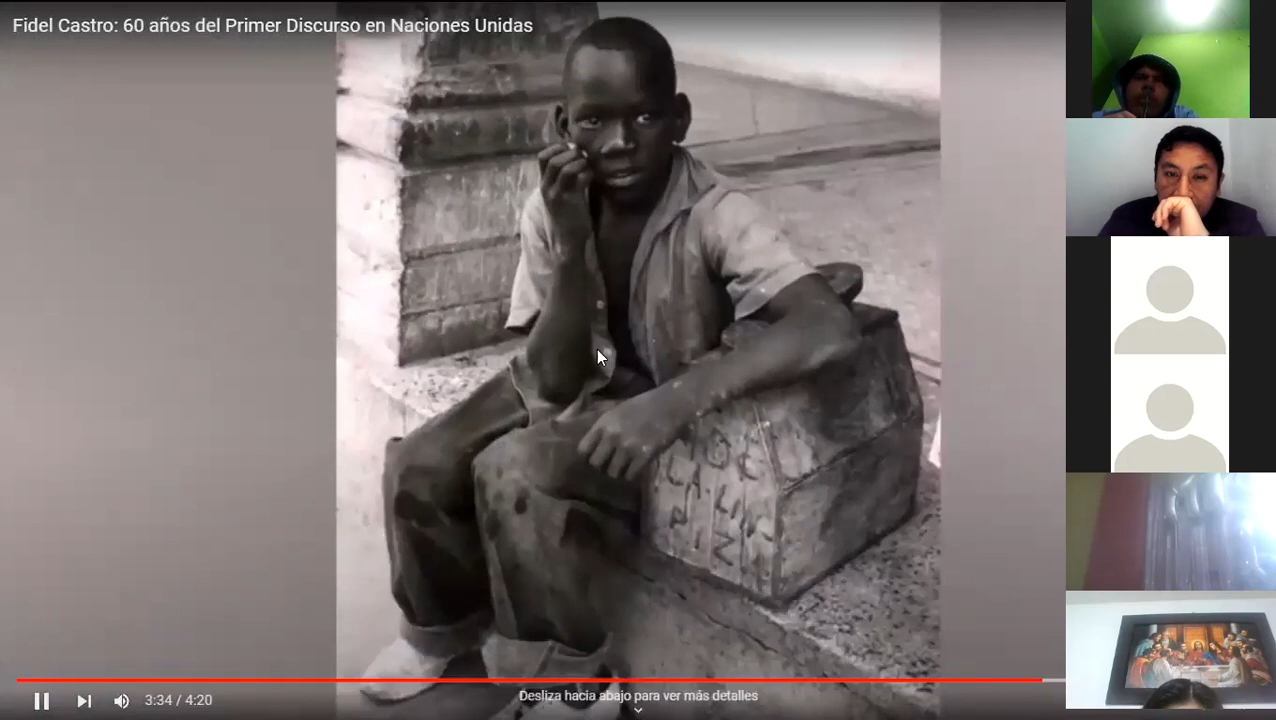 Fidel Castro: 60 años del Primer Discurso en Naciones Unidas
LA
3:34 / 4:20
Desliza hacia abajo para ver más detalles